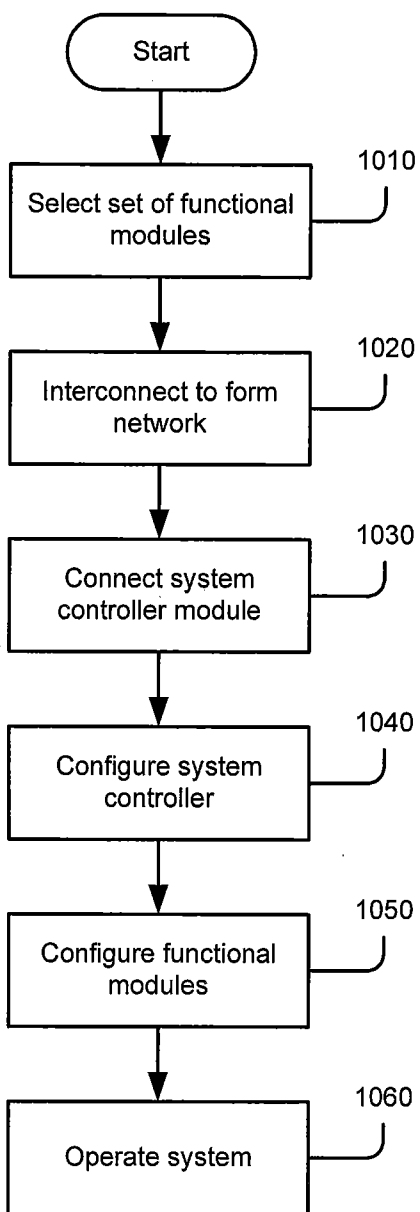 Start
1010
Select set of functional
modules
1020
Interconnect to form
network
1030
Connect system
controller module
1040
Configure system
controller
1050
Configure functional
modules
1060
Operate system